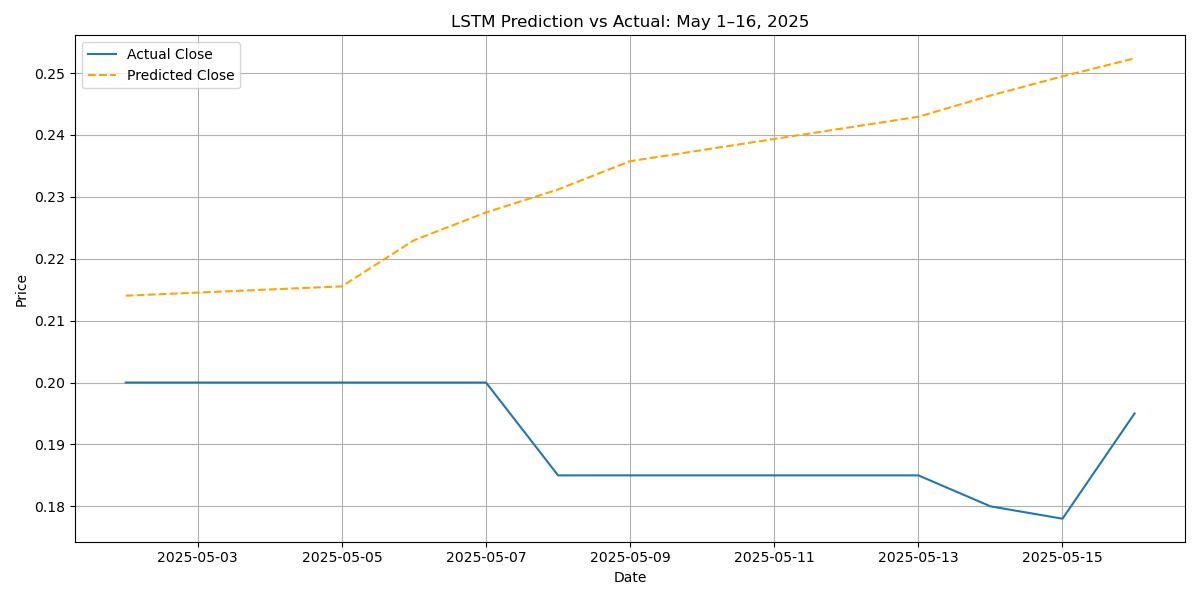 LSTM Prediction vs Actual: May 1–16, 2025
Actual Close
Predicted Close
Price
0.25
0.24
0.23
0.22
0.21
0.20
0.19
0.18
2025-05-03 2025-05-05 2025-05-07 2025-05-09 2025-05-11 2025-05-13 2025-05-15
Date